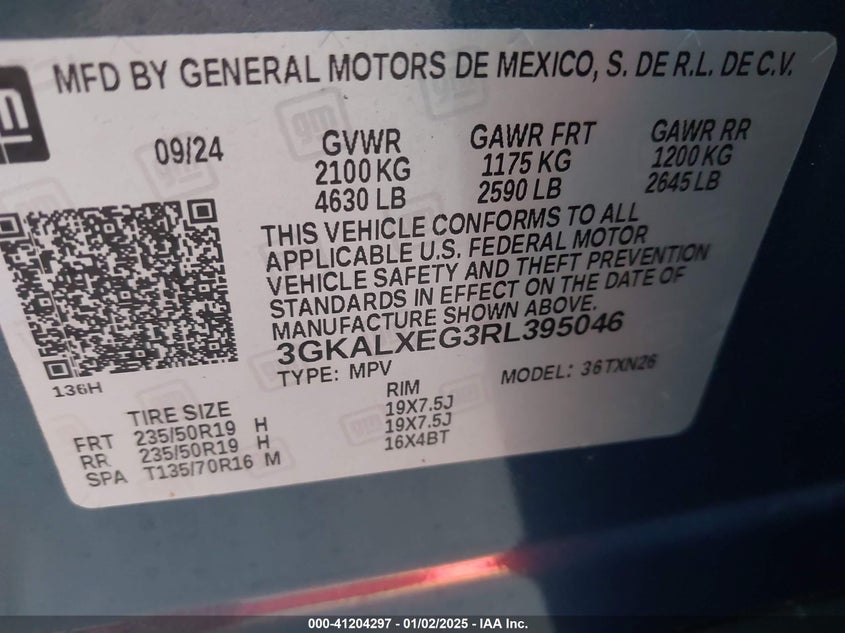 MFD BY GENERAL MOTORS DE MEXICO, S. DE R.L. DE C.V.
gm
09/24
GVWR
2100 KG
4630 LB
GAWR FRT
1175 KG
2590 LB
GAWR RR
1200 KG
2645 LB
THIS VEHICLE CONFORMS TO ALL
APPLICABLE U.S. FEDERAL MOTOR
VEHICLE SAFETY AND THEFT PREVENTION
STANDARDS IN EFFECT ON THE DATE OF
MANUFACTURE SHOWN ABOVE.
3GKALXEG3RL395046
TYPE: MPV
MODEL: 36TXN26
136H
TIRE SIZE
RIM
FRT 235/50R19 H 19X7.5J
RR 235/50R19 H 19X7.5J
SPA T135/70R16 M 16X4BT
000-41204297 - 01/02/2025 - IAA Inc.